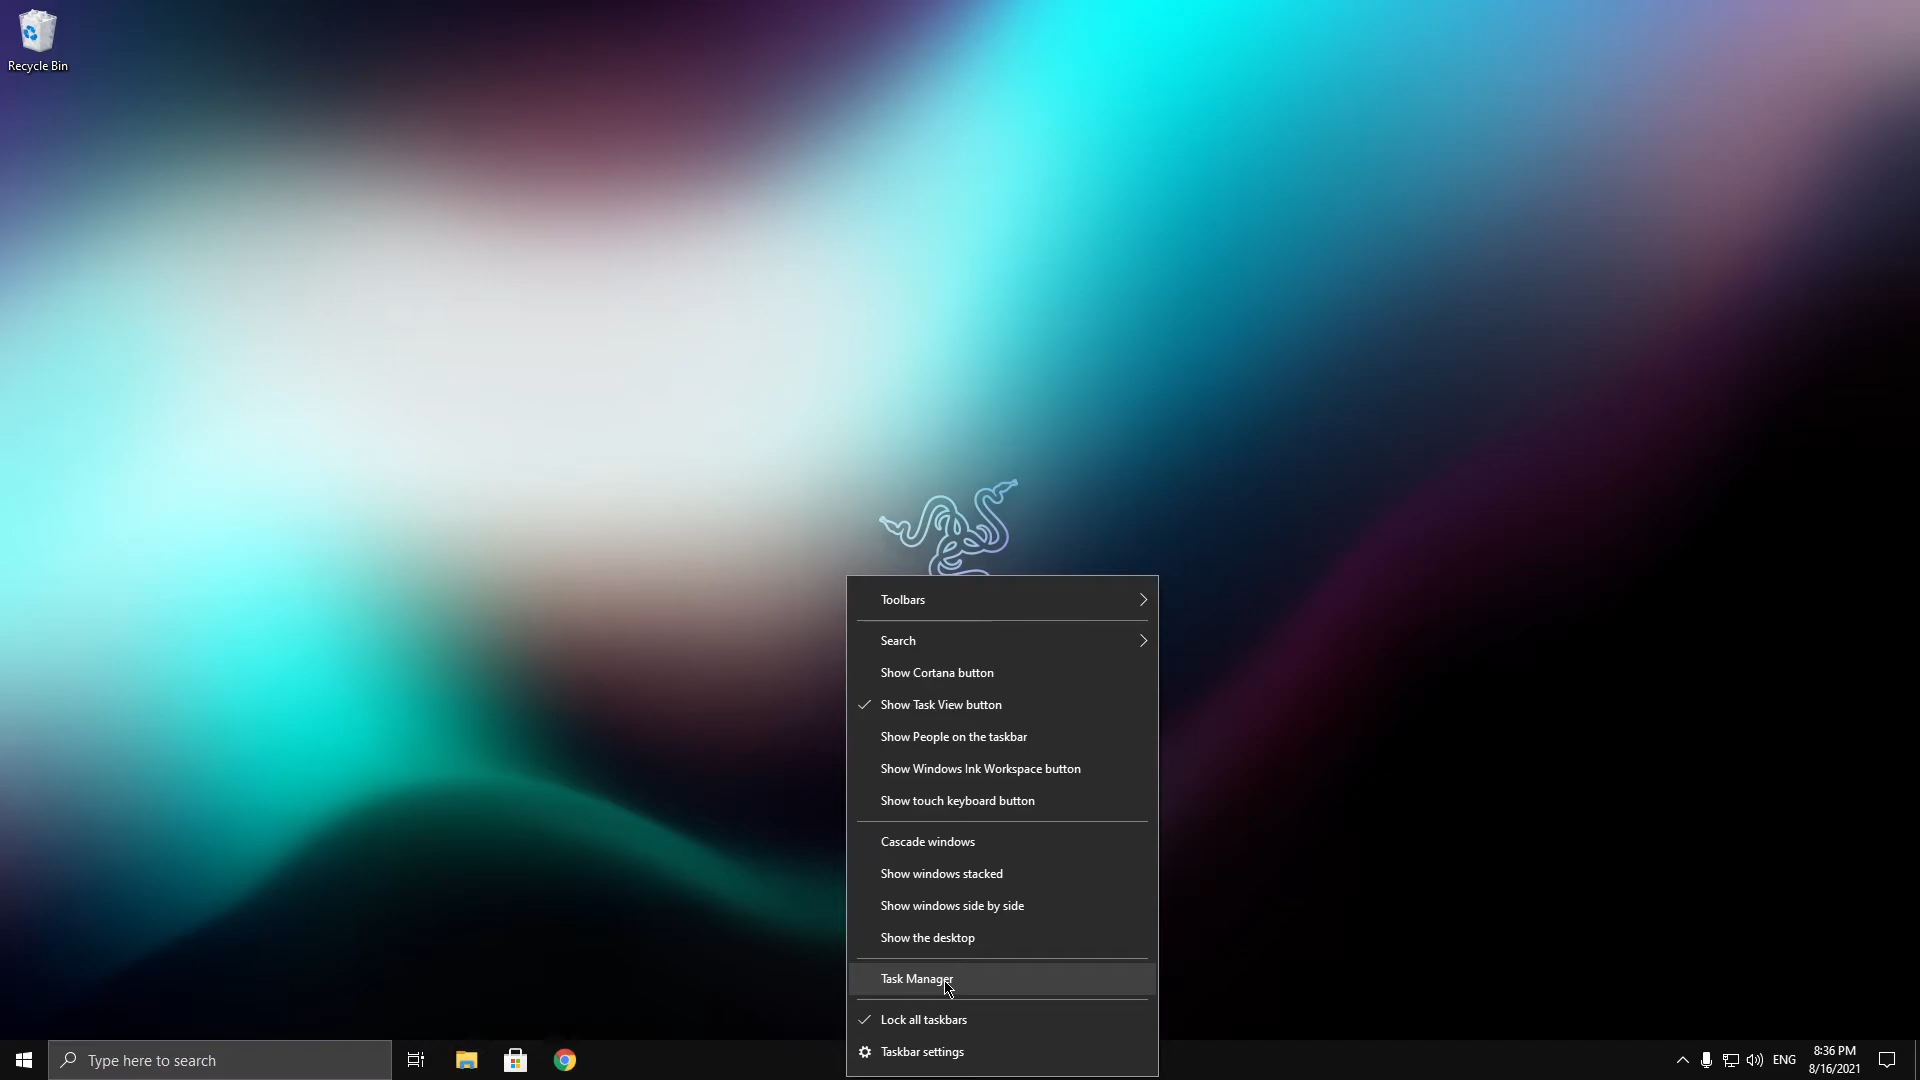 Recycle Bin
Toolbars
Search
Show Cortana button
Show Task View button
Show People on the taskbar
Show Windows Ink Workspace button
Show touch keyboard button
Cascade windows
Show windows stacked
Show windows side by side
Show the desktop
Task Manager
Lock all taskbars
Taskbar settings
Type here to search
ENG
8:36 PM
8/16/2021